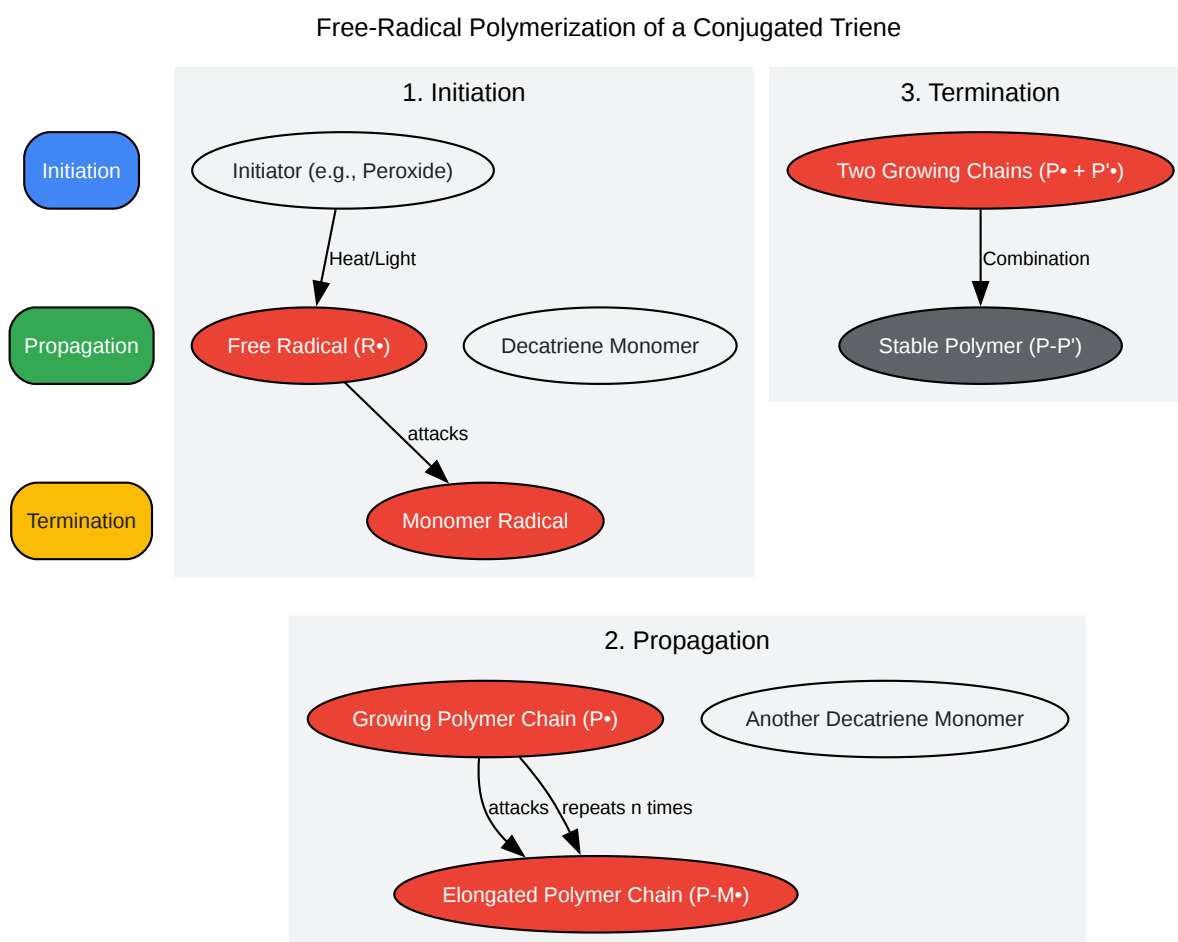 Free-Radical Polymerization of a Conjugated Triene
Initiation
Propagation
Termination
1. Initiation
Initiator (e.g., Peroxide)
Heat/Light
Free Radical (R•)
Decatriene Monomer
attacks
Monomer Radical
3. Termination
Two Growing Chains (P• + P'•)
Combination
Stable Polymer (P-P')
2. Propagation
Growing Polymer Chain (P•)
Another Decatriene Monomer
attacks
repeats n times
Elongated Polymer Chain (P-M•)